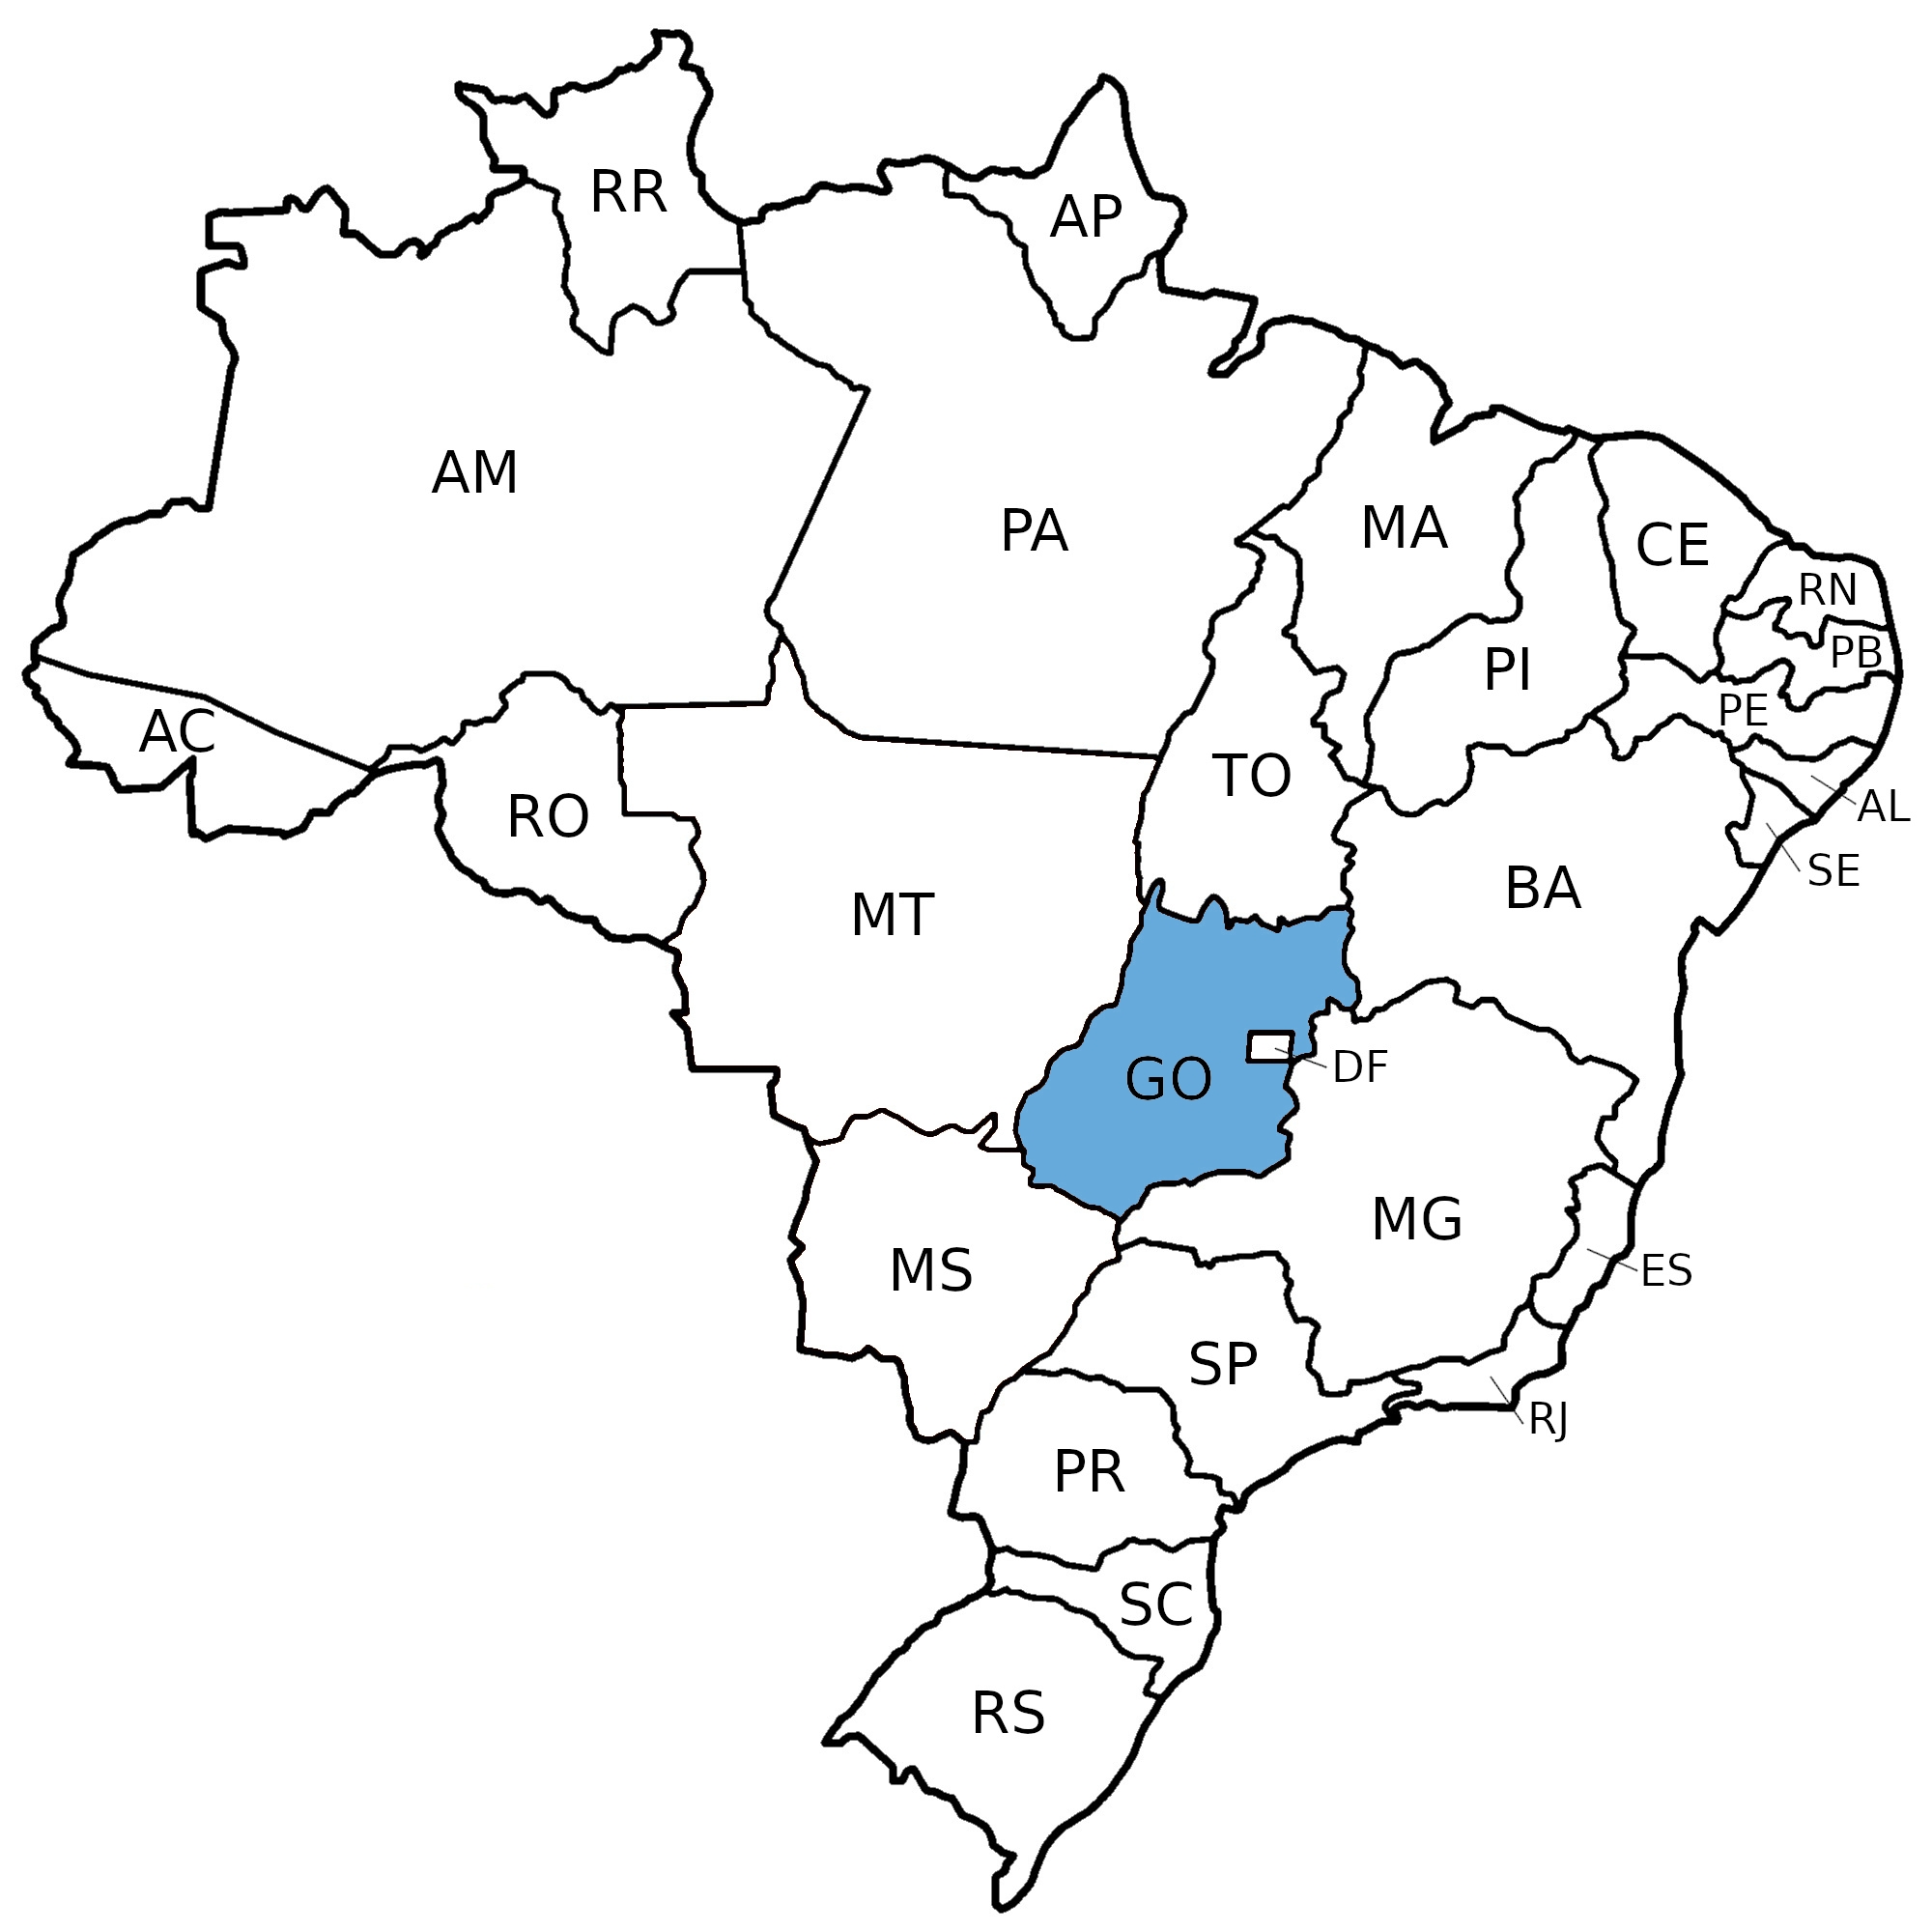 RR
AP
AM
PA
MA
CE
RN
PB
PI
PE
AC
TO
RO
AL
SE
BA
MT
DF
GO
MG
MS
ES
SP
RJ
PR
SC
RS